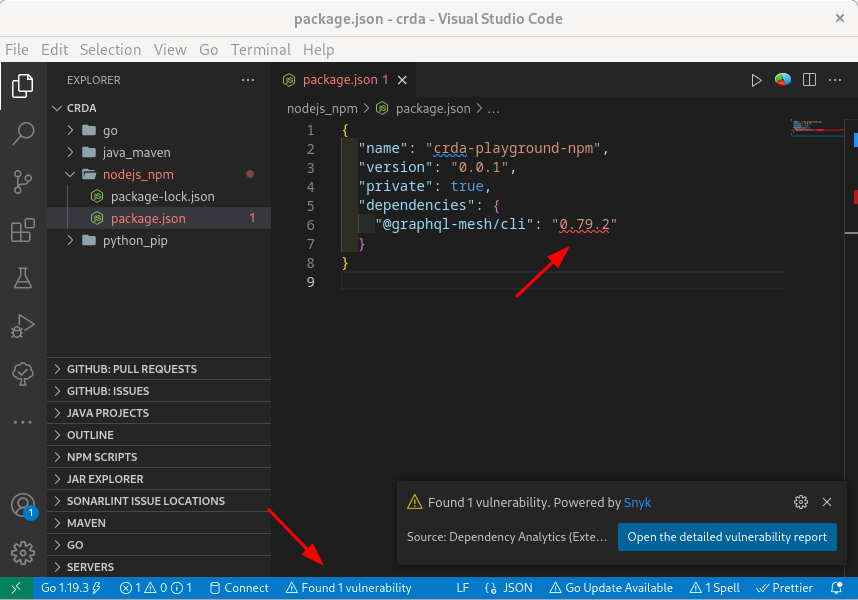 package.json - crda - Visual Studio Code
File Edit Selection View Go Terminal Help
EXPLORER
CRDA
go
java_maven
nodejs_npm
package-lock.json
package.json 1
python_pip
GITHUB: PULL REQUESTS
GITHUB: ISSUES
JAVA PROJECTS
OUTLINE
NPM SCRIPTS
JAR EXPLORER
SONARLINT ISSUE LOCATIONS
MAVEN
GO
SERVERS
1
package.json 1
nodejs_npm > package.json > ...
1 {
2 "name": "crda-playground-npm",
3 "version": "0.0.1",
4 "private": true,
5 "dependencies": {
6 "@graphql-mesh/cli": "0.79.2"
7 }
8 }
9
Found 1 vulnerability. Powered by Snyk
Source: Dependency Analytics (Exte...
Open the detailed vulnerability report
Go 1.19.3 1 0 1 Connect Found 1 vulnerability LF {} JSON Go Update Available 1 Spell Prettier